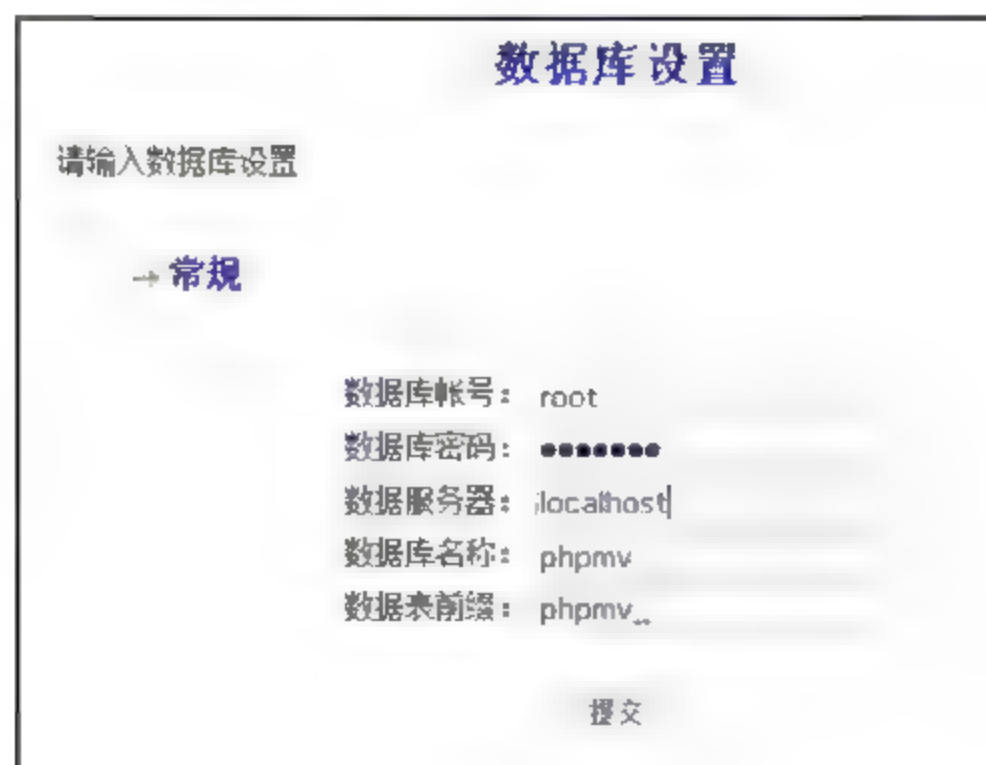 数据库设置
请输入数据库设置
→ 常规
数据库帐号： root
数据库密码： ●●●●●●●
数据服务器： localhost
数据库名称： phpmv
数据表前缀： phpmv_
提交